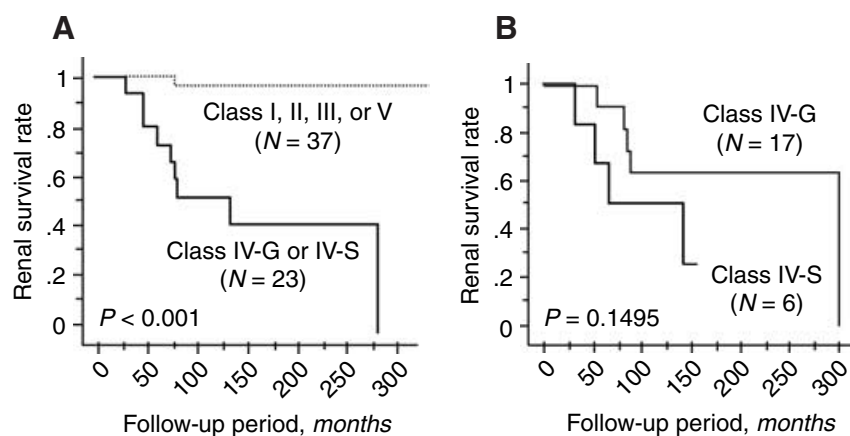 A
Renal survival rate
1
.8
.6
.4
.2
0
Class I, II, III, or V
(N = 37)
Class IV-G or IV-S
(N = 23)
P < 0.001
0 50 100 150 200 250 300
Follow-up period, months
B
Renal survival rate
1
.8
.6
.4
.2
0
Class IV-G
(N = 17)
Class IV-S
(N = 6)
P = 0.1495
0 50 100 150 200 250 300
Follow-up period, months